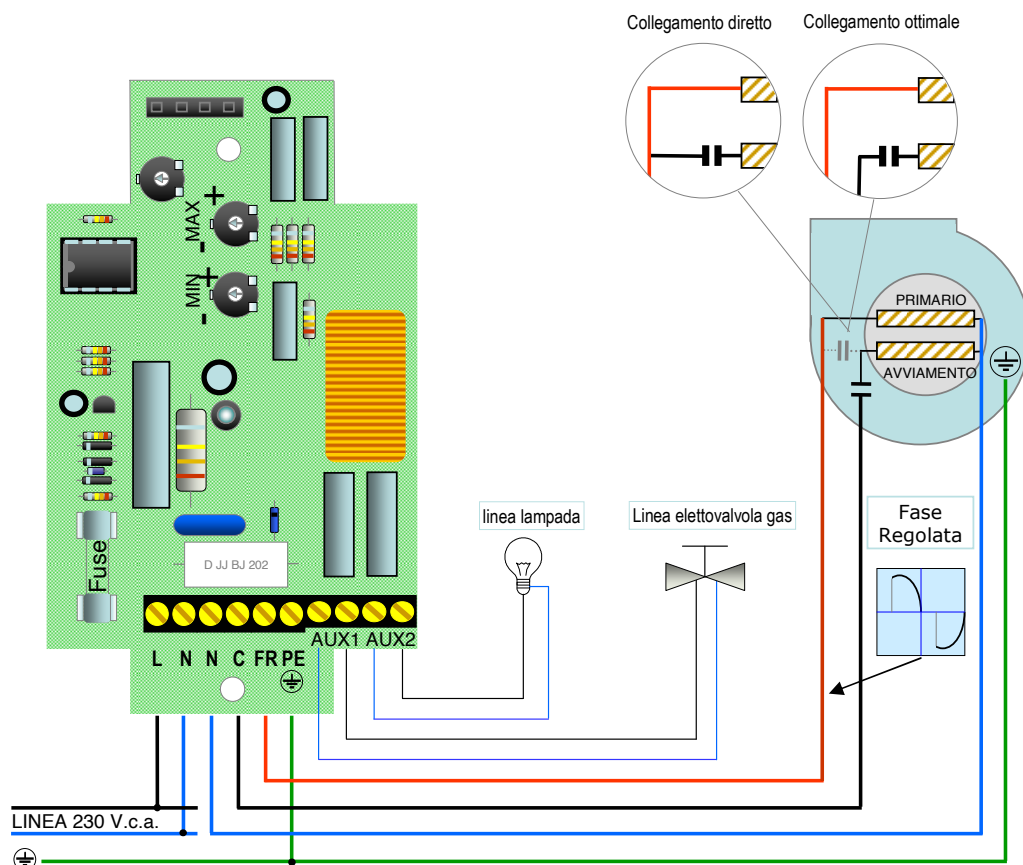 Collegamento diretto
Collegamento ottimale
+
MAX
-
+
MIN
-
PRIMARIO
AVVIAMENTO
linea lampada
Linea elettovalvola gas
Fase
Regolata
Fuse
D JJ BJ 202
AUX1 AUX2
L N N C FR PE
LINEA 230 V.c.a.